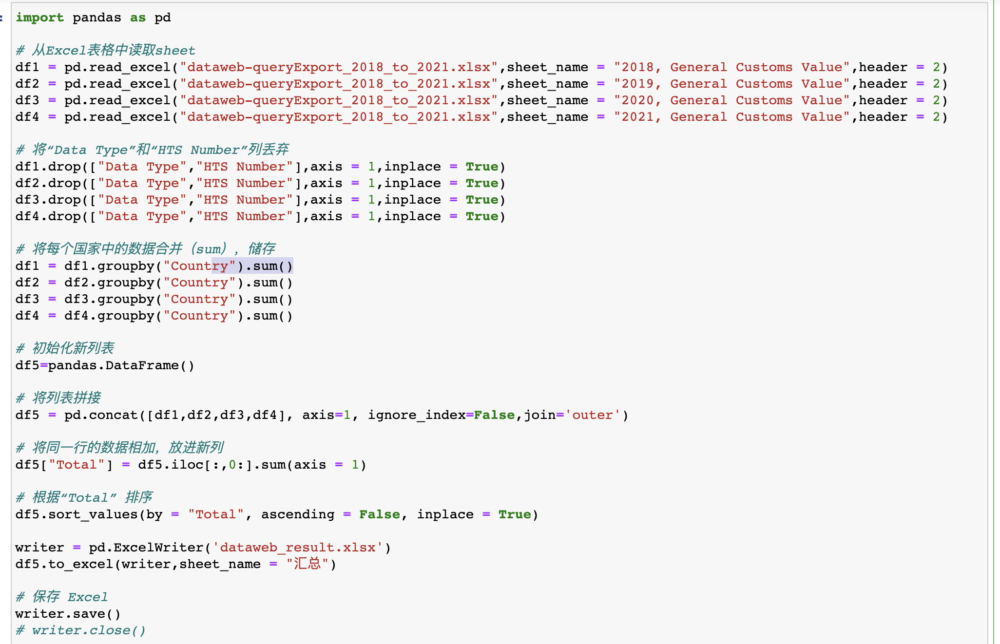 :
import pandas as pd
# 从Excel表格中读取sheet
df1 = pd.read_excel("dataweb-queryExport_2018_to_2021.xlsx",sheet_name = "2018, General Customs Value",header = 2)
df2 = pd.read_excel("dataweb-queryExport_2018_to_2021.xlsx",sheet_name = "2019, General Customs Value",header = 2)
df3 = pd.read_excel("dataweb-queryExport_2018_to_2021.xlsx",sheet_name = "2020, General Customs Value",header = 2)
df4 = pd.read_excel("dataweb-queryExport_2018_to_2021.xlsx",sheet_name = "2021, General Customs Value",header = 2)
# 将“Data Type”和“HTS Number”列丢弃
df1.drop(["Data Type","HTS Number"],axis = 1,inplace = True)
df2.drop(["Data Type","HTS Number"],axis = 1,inplace = True)
df3.drop(["Data Type","HTS Number"],axis = 1,inplace = True)
df4.drop(["Data Type","HTS Number"],axis = 1,inplace = True)
# 将每个国家中的数据合并（sum），储存
df1 = df1.groupby("Country").sum()
df2 = df2.groupby("Country").sum()
df3 = df3.groupby("Country").sum()
df4 = df4.groupby("Country").sum()
# 初始化新列表
df5=pandas.DataFrame()
# 将列表拼接
df5 = pd.concat([df1,df2,df3,df4], axis=1, ignore_index=False,join='outer')
# 将同一行的数据相加，放进新列
df5["Total"] = df5.iloc[:,0:].sum(axis = 1)
# 根据“Total” 排序
df5.sort_values(by = "Total", ascending = False, inplace = True)
writer = pd.ExcelWriter('dataweb_result.xlsx')
df5.to_excel(writer,sheet_name = "汇总")
# 保存 Excel
writer.save()
# writer.close()